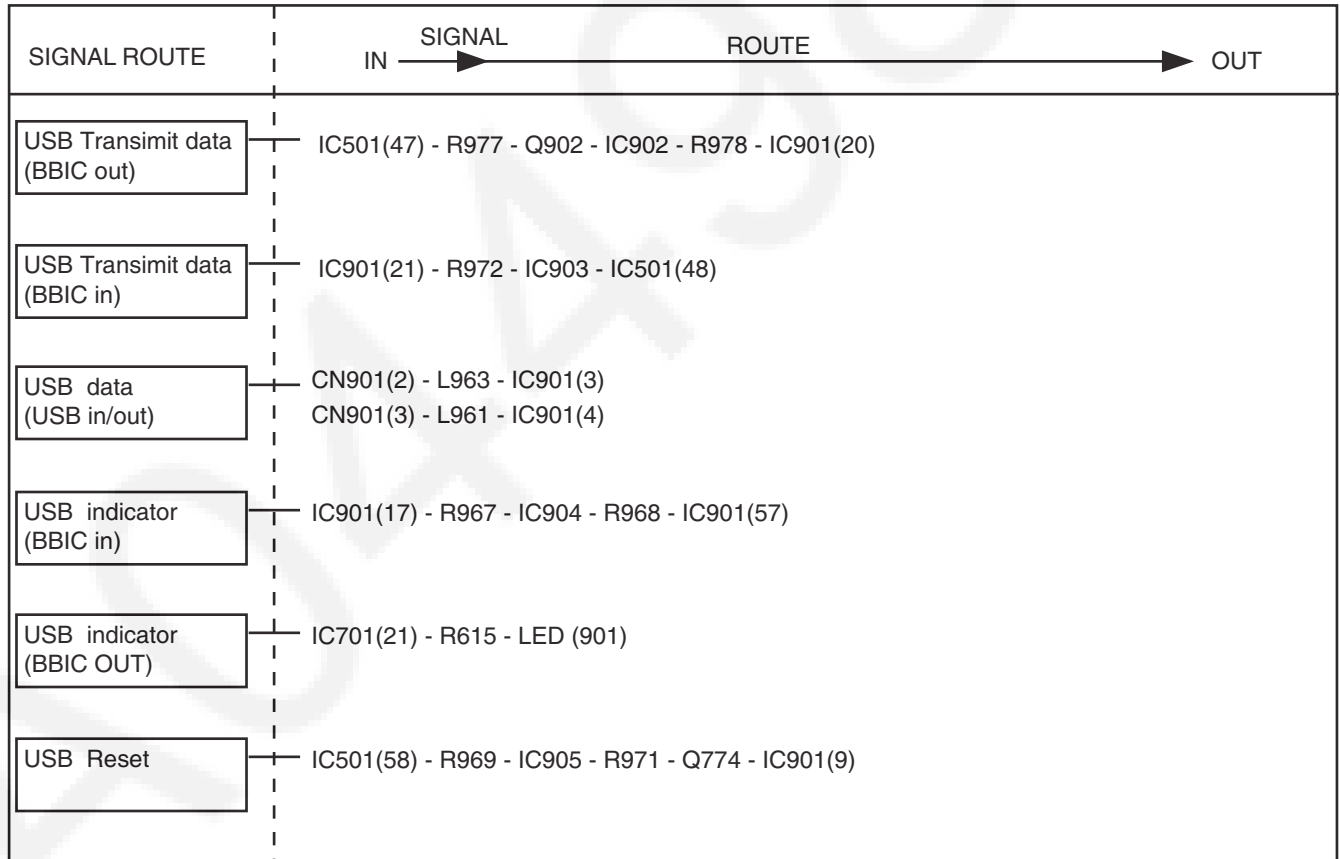 SIGNAL ROUTE
IN SIGNAL ROUTE OUT
USB Transimit data
(BBIC out)
IC501(47) - R977 - Q902 - IC902 - R978 - IC901(20)
USB Transimit data
(BBIC in)
IC901(21) - R972 - IC903 - IC501(48)
USB data
(USB in/out)
CN901(2) - L963 - IC901(3)
CN901(3) - L961 - IC901(4)
USB indicator
(BBIC in)
IC901(17) - R967 - IC904 - R968 - IC901(57)
USB indicator
(BBIC OUT)
IC701(21) - R615 - LED (901)
USB Reset
IC501(58) - R969 - IC905 - R971 - Q774 - IC901(9)